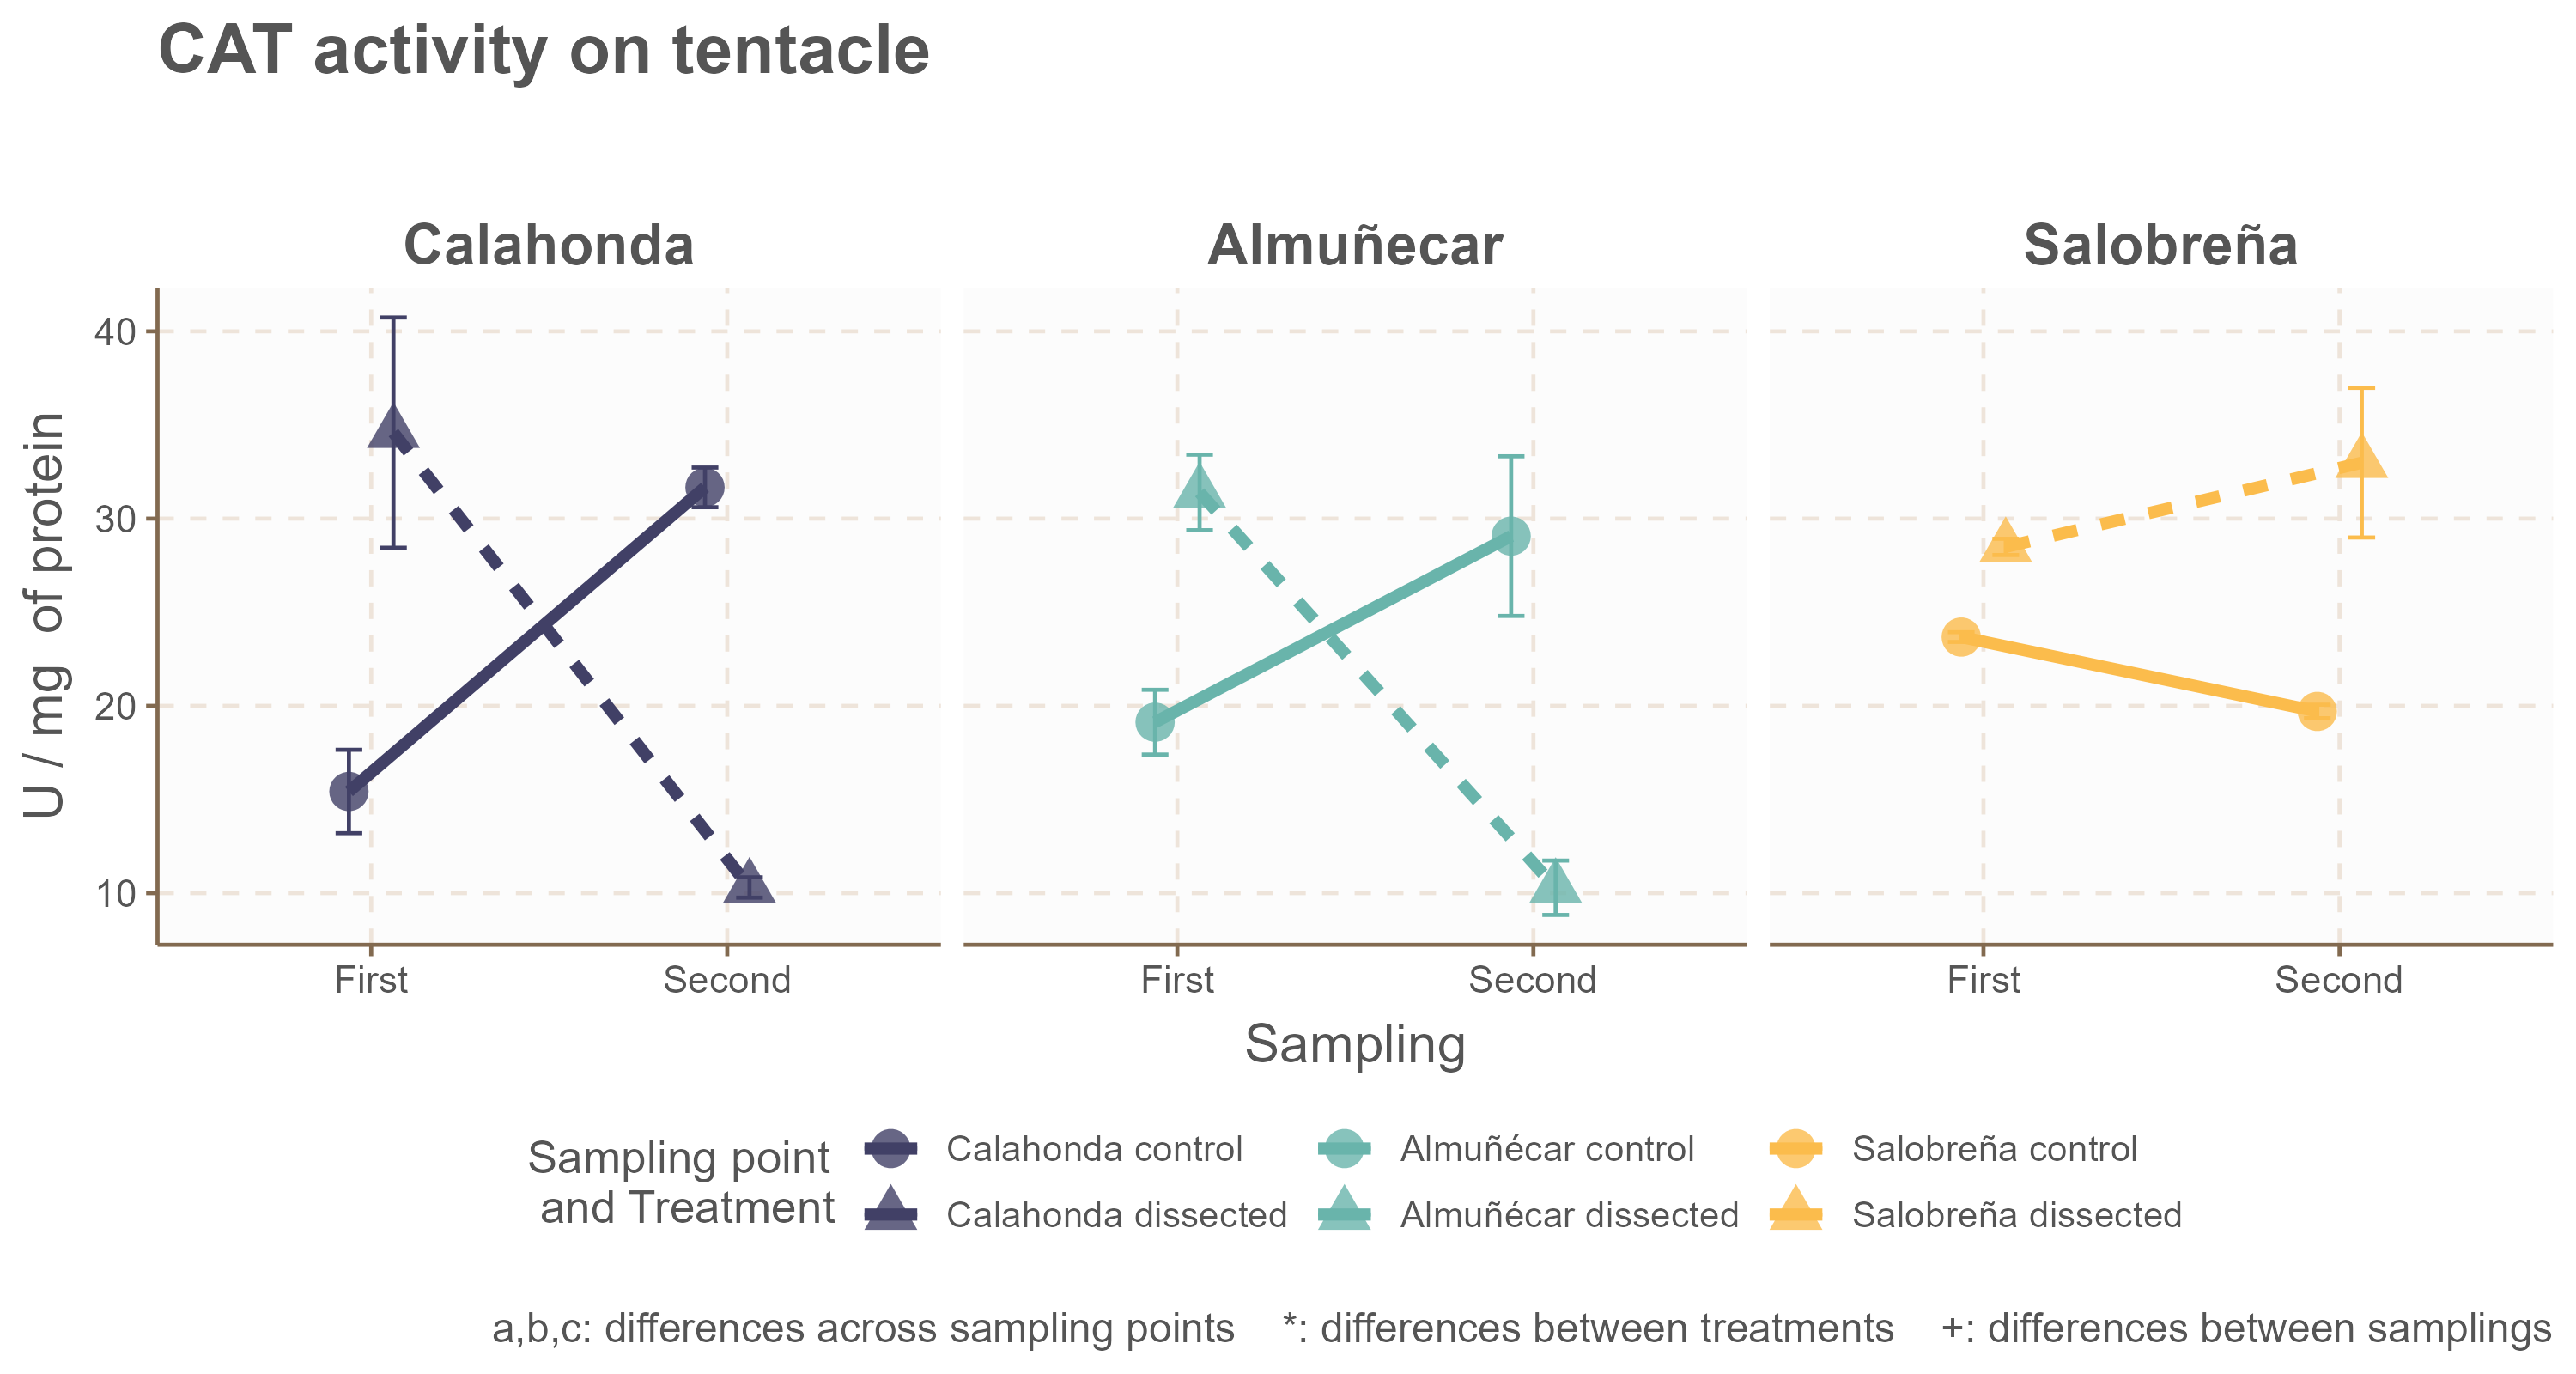 CAT activity on tentacle
Calahonda
Almuñecar
Salobreña
U / mg  of protein
40
30
20
10
First
Second
First
Second
First
Second
Sampling
Sampling point
and Treatment
Calahonda control
Almuñécar control
Salobreña control
Calahonda dissected
Almuñécar dissected
Salobreña dissected
a,b,c: differences across sampling points    *: differences between treatments    +: differences between samplings